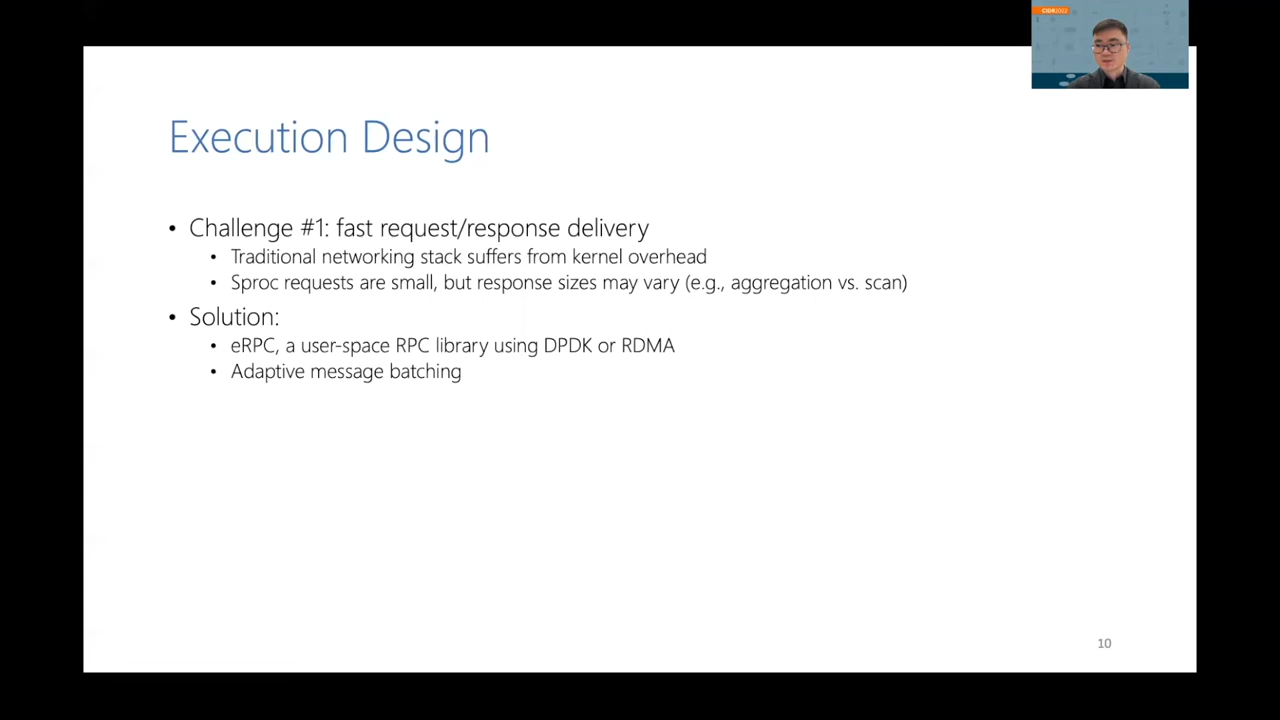 CIDR2022
Execution Design
• Challenge #1: fast request/response delivery
• Traditional networking stack suffers from kernel overhead
• Sproc requests are small, but response sizes may vary (e.g., aggregation vs. scan)
• Solution:
• eRPC, a user-space RPC library using DPDK or RDMA
• Adaptive message batching
10